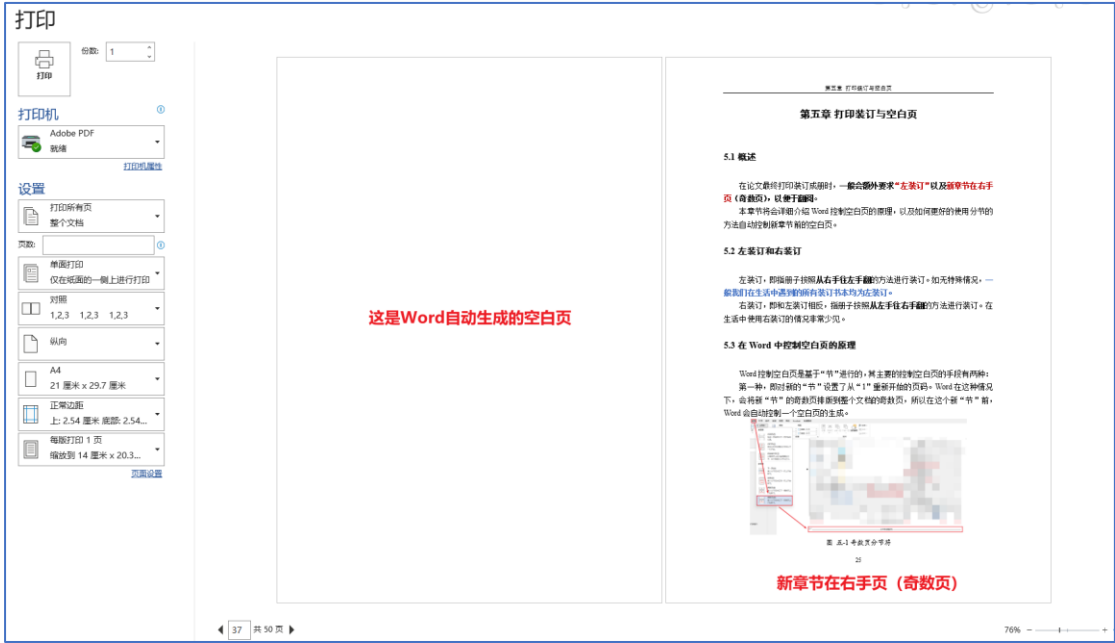 打印
份数: 1
打印
打印机
Adobe PDF
就绪
打印机属性
设置
打印所有页
整个文档
页数:
单面打印
仅在纸面的一侧上进行打印
对照
1,2,3 1,2,3 1,2,3
纵向
A4
21 厘米 x 29.7 厘米
正常边距
上: 2.54 厘米 底部: 2.54...
每版打印 1 页
缩放到 14 厘米 x 20.3...
页面设置
这是Word自动生成的空白页
第五章 打印装订与空白页
第五章 打印装订与空白页
5.1 概述
在论文最终打印装订成册时，一般会额外要求“左装订”以及新章节在右手
页（奇数页），以便于翻阅。
本章节将会详细介绍 Word 控制空白页的原理，以及如何更好的使用分节的
方法自动控制新章节前的空白页。
5.2 左装订和右装订
左装订，即指册子按照从右手往左手翻的方法进行装订。如无特殊情况，一
般我们在生活中遇到的所有装订书本均为左装订。
右装订，即和左装订相反，指册子按照从左手往右手翻的方法进行装订。在
生活中使用右装订的情况非常少见。
5.3 在 Word 中控制空白页的原理
Word 控制空白页是基于“节”进行的，其主要的控制空白页的手段有两种：
第一种，即对新的“节”设置了从“1”重新开始的页码。Word 在这种情况
下，会将新“节”的奇数页排版到整个文档的奇数页，所以在这个新“节”前，
Word 会自动控制一个空白页的生成。
图 五-1 奇数页分节符
25
新章节在右手页（奇数页）
37 共 50 页
76%